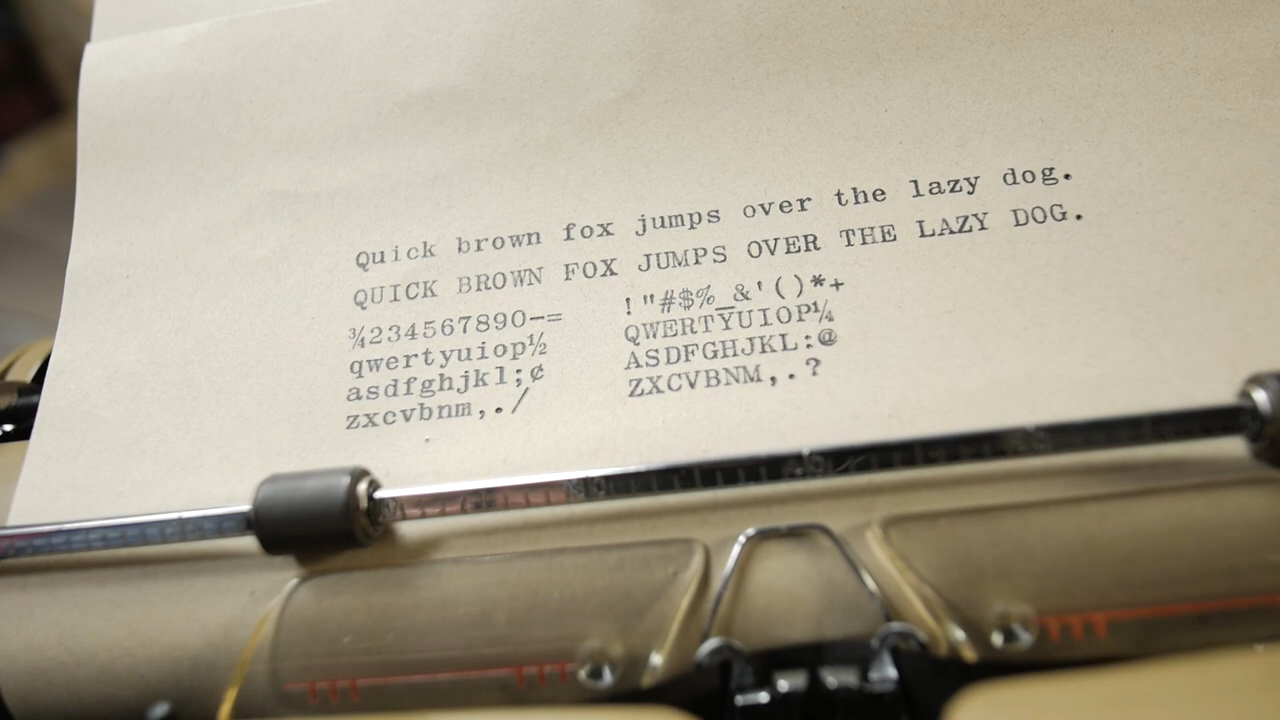 Quick brown fox jumps over the lazy dog.
QUICK BROWN FOX JUMPS OVER THE LAZY DOG.
¾234567890-= !"#$%_&'()*+
qwertyuiop½ QWERTYUIOP¼
asdfghjkl;¢ ASDFGHJKL:@
zxcvbnm,./ ZXCVBNM,.?